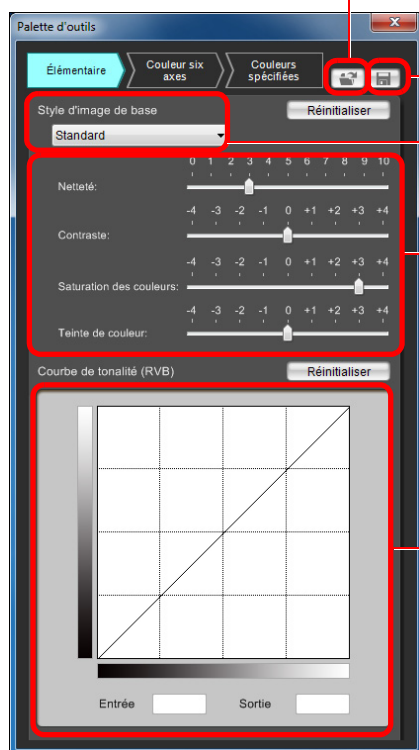 Palette d'outils
Élémentaire
Couleur six
axes
Couleurs
spécifiées
Style d'image de base
Réinitialiser
Standard
0 1 2 3 4 5 6 7 8 9 10
Netteté:
-4 -3 -2 -1 0 +1 +2 +3 +4
Contraste:
-4 -3 -2 -1 0 +1 +2 +3 +4
Saturation des couleurs:
-4 -3 -2 -1 0 +1 +2 +3 +4
Teinte de couleur:
Courbe de tonalité (RVB)
Réinitialiser
Entrée
Sortie